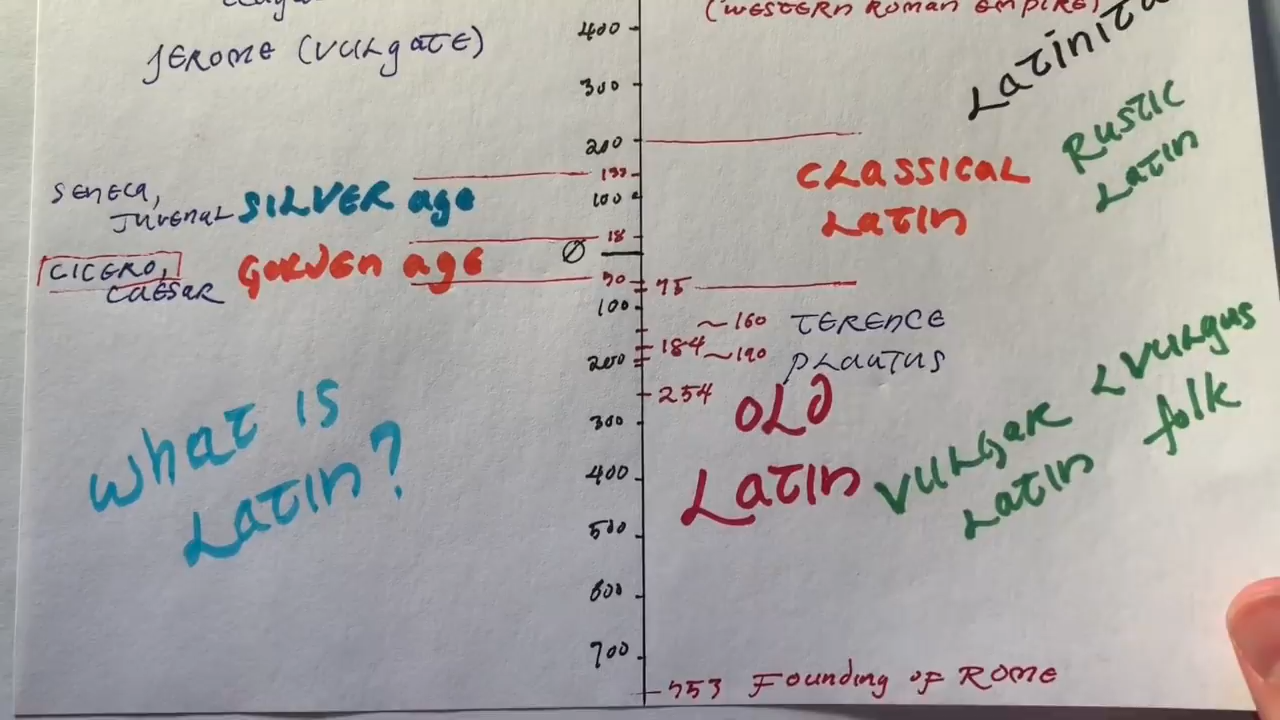 (WESTERN ROMAN EMPIRE)
400
JEROME (VULGATE)
300
LATINITA
RUSTIC
LATIN
200
CLASSICAL
LATIN
SENECA,
JUVENAL
SILVER age
100
18
Ø
CICERO,
CAESAR
GOLDEN age
70
75
100
~160 TERENCE
184
~190 PLAUTUS
200
254
OLD
LATIN
300
VULGAR
LATIN
< VULGUS
folk
WHAT IS
LATIN?
400
500
600
700
753 Founding of ROME